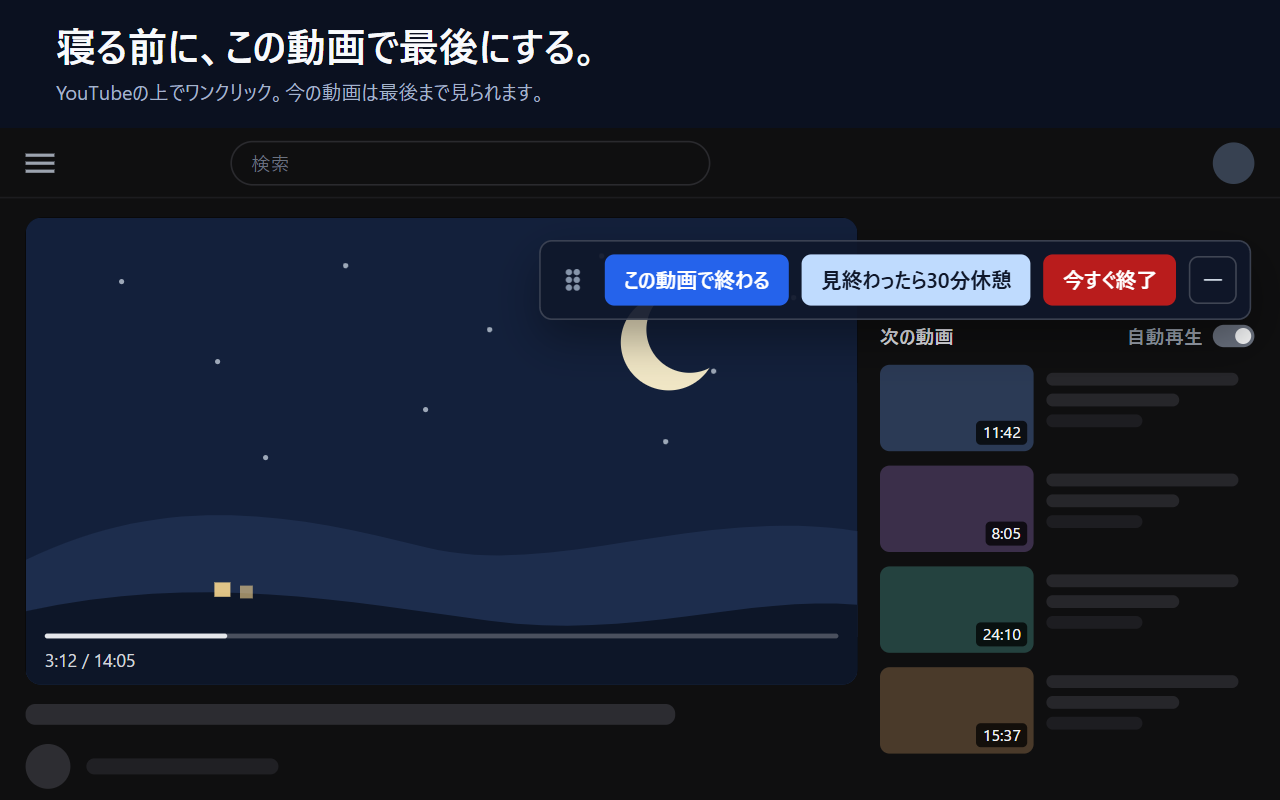 寝る前に、この動画で最後にする。
YouTubeの上でワンクリック。今の動画は最後まで見られます。
検索
この動画で終わる
見終わったら30分休憩
今すぐ終了
次の動画
自動再生
11:42
8:05
24:10
15:37
3:12 / 14:05